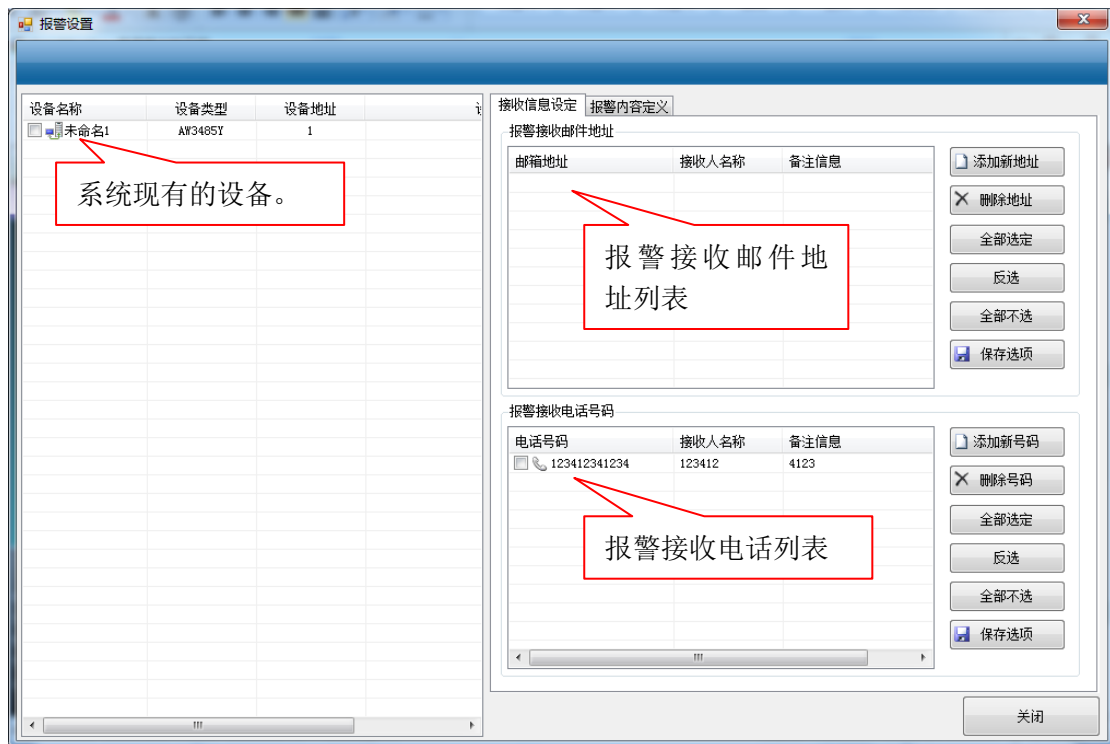 报警设置
设备名称 设备类型 设备地址
未命名1 AW3485Y 1
系统现有的设备。
接收信息设定 报警内容定义
报警接收邮件地址
邮箱地址 接收人名称 备注信息
报警接收邮件地
址列表
添加新地址
删除地址
全部选定
反选
全部不选
保存选项
报警接收电话号码
电话号码 接收人名称 备注信息
123412341234 123412 4123
报警接收电话列表
添加新号码
删除号码
全部选定
反选
全部不选
保存选项
关闭